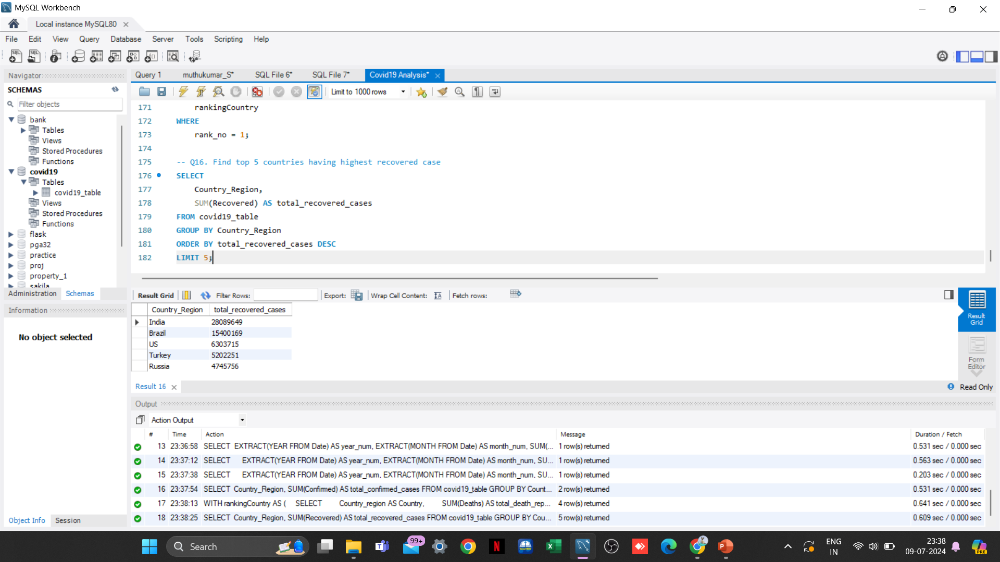 MySQL Workbench
Local instance MySQL80
File Edit View Query Database Server Tools Scripting Help
Navigator
SCHEMAS
Filter objects
bank
Tables
Views
Stored Procedures
Functions
covid19
Tables
covid19_table
Views
Stored Procedures
Functions
flask
pga32
practice
proj
property_1
sakila
Administration Schemas
Information
No object selected
Object Info Session
Query 1 muthukumar_S* SQL File 6* SQL File 7* Covid19 Analysis*
Limit to 1000 rows
171 rankingCountry
172 WHERE
173 rank_no = 1;
174
175 -- Q16. Find top 5 countries having highest recovered case
176 SELECT
177 Country_Region,
178 SUM(Recovered) AS total_recovered_cases
179 FROM covid19_table
180 GROUP BY Country_Region
181 ORDER BY total_recovered_cases DESC
182 LIMIT 5;
Result Grid Filter Rows: Export: Wrap Cell Content: Fetch rows:
Country_Region total_recovered_cases
India 28089649
Brazil 15400169
US 6303715
Turkey 5202251
Russia 4745756
Result Grid
Form Editor
Result 16
Read Only
Output
Action Output
# Time Action Message Duration / Fetch
13 23:36:58 SELECT EXTRACT(YEAR FROM Date) AS year_num, EXTRACT(MONTH FROM Date) AS month_num, SUM(... 1 row(s) returned 0.531 sec / 0.000 sec
14 23:37:12 SELECT EXTRACT(YEAR FROM Date) AS year_num, EXTRACT(MONTH FROM Date) AS month_num, SU... 1 row(s) returned 0.563 sec / 0.000 sec
15 23:37:38 SELECT EXTRACT(YEAR FROM Date) AS year_num, EXTRACT(MONTH FROM Date) AS month_num, SU... 1 row(s) returned 0.203 sec / 0.000 sec
16 23:37:54 SELECT Country_Region, SUM(Confirmed) AS total_confirmed_cases FROM covid19_table GROUP BY Count... 2 row(s) returned 0.531 sec / 0.000 sec
17 23:38:13 WITH rankingCountry AS ( SELECT Country_region AS Country, SUM(Deaths) AS total_death_rep... 4 row(s) returned 0.641 sec / 0.000 sec
18 23:38:25 SELECT Country_Region, SUM(Recovered) AS total_recovered_cases FROM covid19_table GROUP BY Cou... 5 row(s) returned 0.609 sec / 0.000 sec
Search
99+
ENG
IN
23:38
09-07-2024
PRE